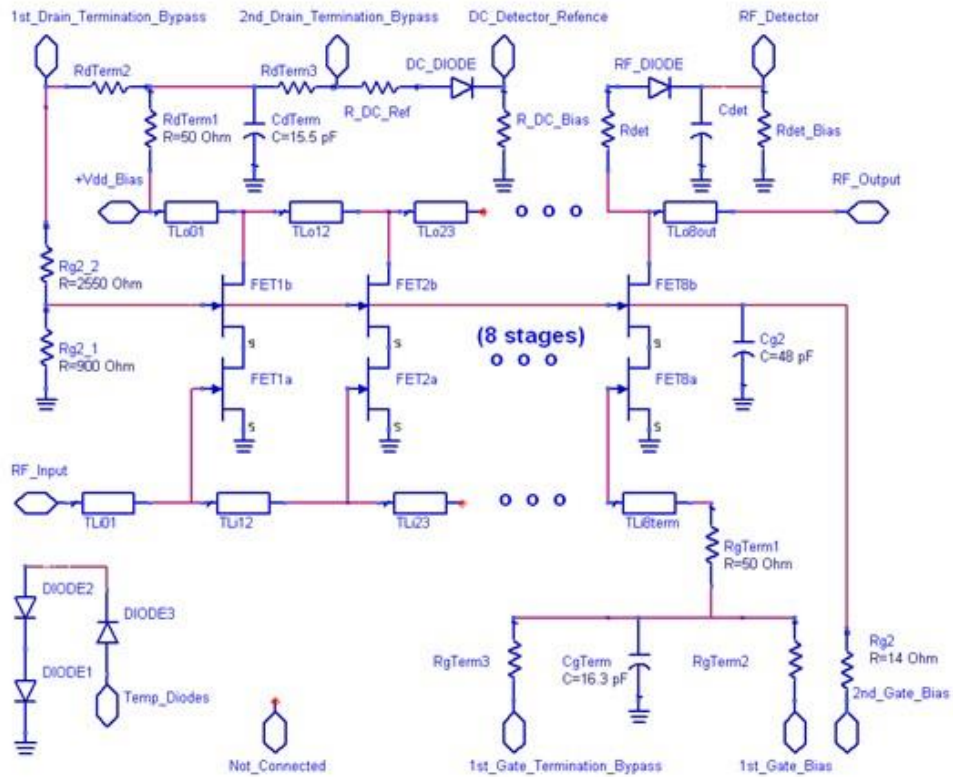 1st_Drain_Termination_Bypass 2nd_Drain_Termination_Bypass DC_Detector_Refence RF_Detector
RdTerm2 RdTerm3 DC_DIODE RF_DIODE
R_DC_Ref
RdTerm1
R=50 Ohm
CdTerm
C=15.5 pF
R_DC_Bias
Rdet
Cdet
Rdet_Bias
+Vdd_Bias
RF_Output
TLo01 TLo12 TLo23 TLo8out
Rg2_2
R=2550 Ohm
FET1b FET2b FET8b
Rg2_1
R=900 Ohm
S S S
(8 stages)
Cg2
C=48 pF
FET1a FET2a FET8a
S S S
RF_Input
TLi01 TLi12 TLi23 TLi8term
RgTerm1
R=50 Ohm
DIODE2
DIODE3
DIODE1
Temp_Diodes
RgTerm3
CgTerm
C=16.3 pF
RgTerm2
Rg2
R=14 Ohm
2nd_Gate_Bias
Not_Connected
1st_Gate_Termination_Bypass
1st_Gate_Bias